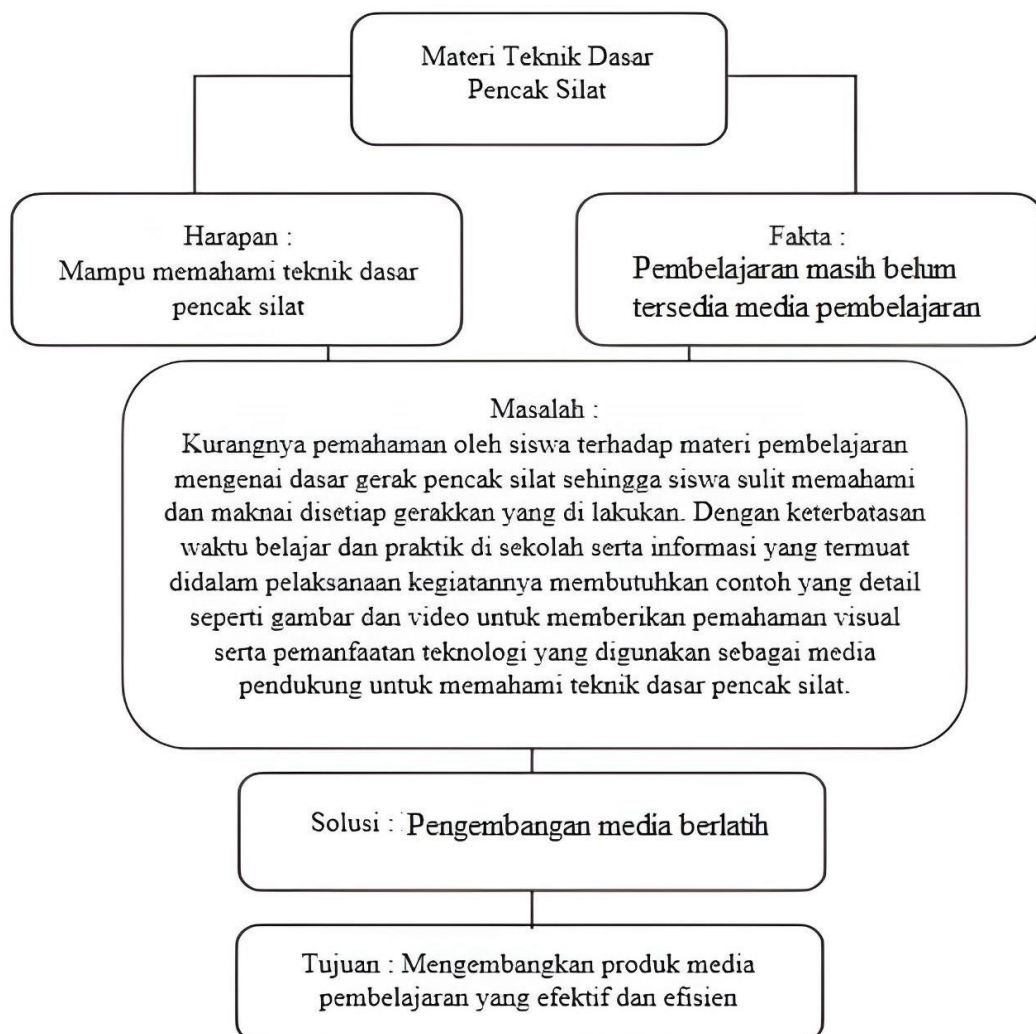 Materi Teknik Dasar
Pencak Silat
Harapan :
Mampu memahami teknik dasar
pencak silat
Fakta :
Pembelajaran masih belum
tersedia media pembelajaran
Masalah :
Kurangnya pemahaman oleh siswa terhadap materi pembelajaran
mengenai dasar gerak pencak silat sehingga siswa sulit memahami
dan maknai disetiap gerakkan yang di lakukan. Dengan keterbatasan
waktu belajar dan praktik di sekolah serta informasi yang termuat
didalam pelaksanaan kegiatannya membutuhkan contoh yang detail
seperti gambar dan video untuk memberikan pemahaman visual
serta pemanfaatan teknologi yang digunakan sebagai media
pendukung untuk memahami teknik dasar pencak silat.
Solusi : Pengembangan media berlatih
Tujuan : Mengembangkan produk media
pembelajaran yang efektif dan efisien